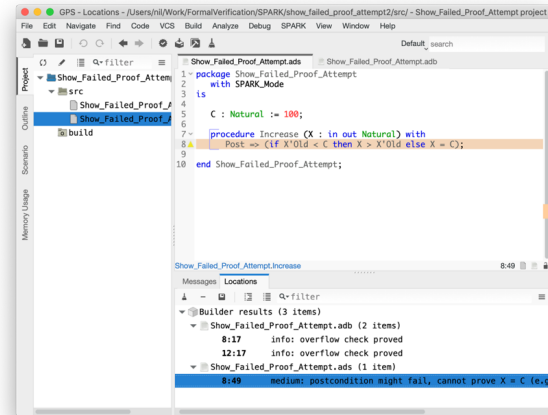 GPS - Locations - /Users/nil/Work/FormalVerification/SPARK/show_failed_proof_attempt2/src/ - Show_Failed_Proof_Attempt project
File Edit Navigate Find Code VCS Build Analyze Debug SPARK View Window Help
Default search
filter
Project
Outline
Scenario
Memory Usage
Show_Failed_Proof_Attem
src
Show_Failed_Proof_A
Show_Failed_Proof_A
build
Show_Failed_Proof_Attempt.ads Show_Failed_Proof_Attempt.adb
1 package Show_Failed_Proof_Attempt
2 with SPARK_Mode
3 is
4
5 C : Natural := 100;
6
7 procedure Increase (X : in out Natural) with
8 Post => (if X'Old < C then X > X'Old else X = C);
9
10 end Show_Failed_Proof_Attempt;
Show_Failed_Proof_Attempt.Increase 8:49
Messages Locations
filter
Builder results (3 items)
Show_Failed_Proof_Attempt.adb (2 items)
8:17 info: overflow check proved
12:17 info: overflow check proved
Show_Failed_Proof_Attempt.ads (1 item)
8:49 medium: postcondition might fail, cannot prove X = C (e.g